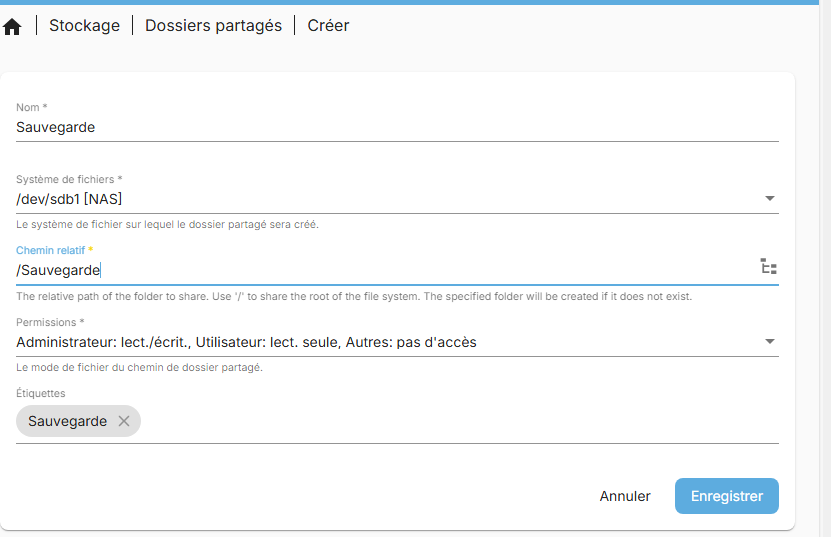 Stockage | Dossiers partagés | Créer
Nom *
Sauvegarde
Système de fichiers *
/dev/sdb1 [NAS]
Le système de fichier sur lequel le dossier partagé sera créé.
Chemin relatif *
/Sauvegarde
The relative path of the folder to share. Use '/' to share the root of the file system. The specified folder will be created if it does not exist.
Permissions *
Administrateur: lect./écrit., Utilisateur: lect. seule, Autres: pas d'accès
Le mode de fichier du chemin de dossier partagé.
Étiquettes
Sauvegarde
Annuler Enregistrer